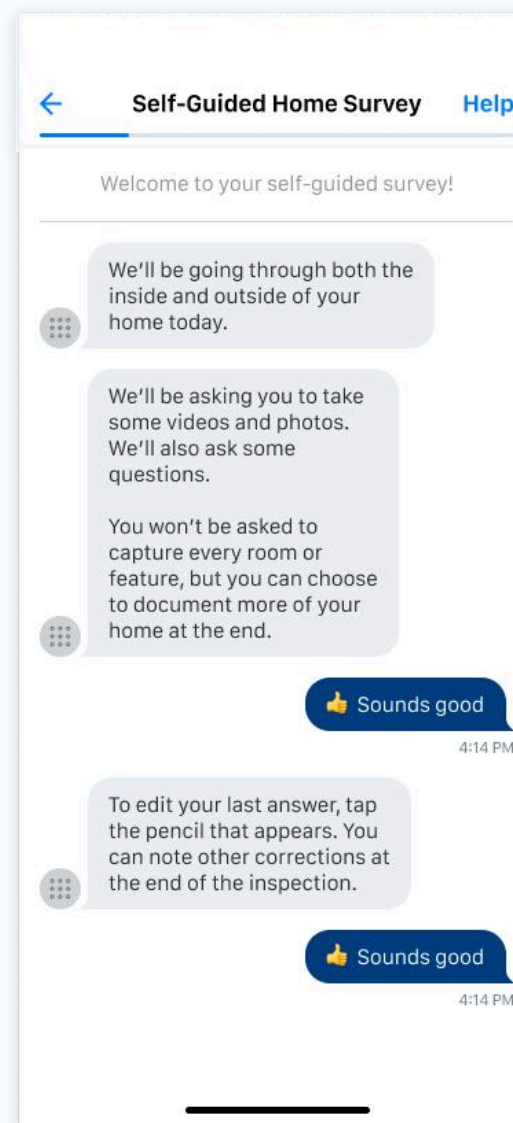 Self-Guided Home Survey Help
Welcome to your self-guided survey!
We’ll be going through both the
inside and outside of your
home today.
We’ll be asking you to take
some videos and photos.
We’ll also ask some
questions.
You won’t be asked to
capture every room or
feature, but you can choose
to document more of your
home at the end.
👍 Sounds good
4:14 PM
To edit your last answer, tap
the pencil that appears. You
can note other corrections at
the end of the inspection.
👍 Sounds good
4:14 PM